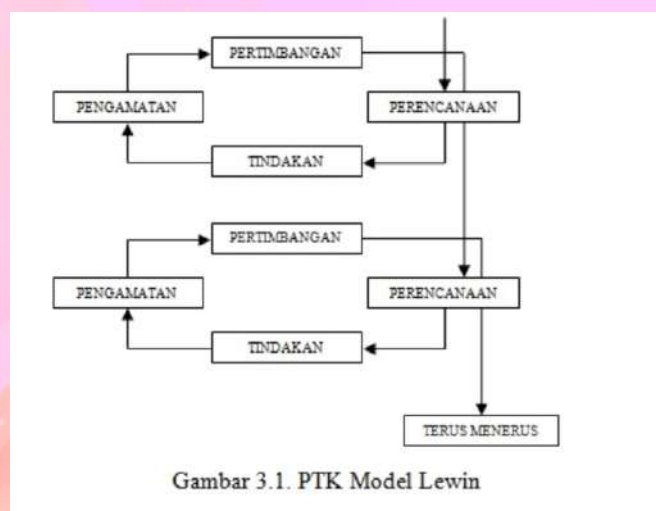 PERTIMBANGAN
PENGAMATAN
PERENCANAAN
TINDAKAN
PERTIMBANGAN
PENGAMATAN
PERENCANAAN
TINDAKAN
TERUS MENERUS
Gambar 3.1. PTK Model Lewin